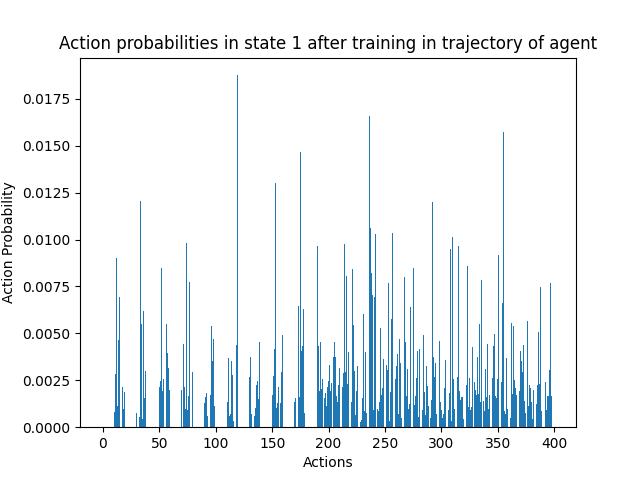 Action probabilities in state 1 after training in trajectory of agent
0.0175
0.0150
0.0125
0.0100
0.0075
0.0050
0.0025
0.0000
Action Probability
0 50 100 150 200 250 300 350 400
Actions